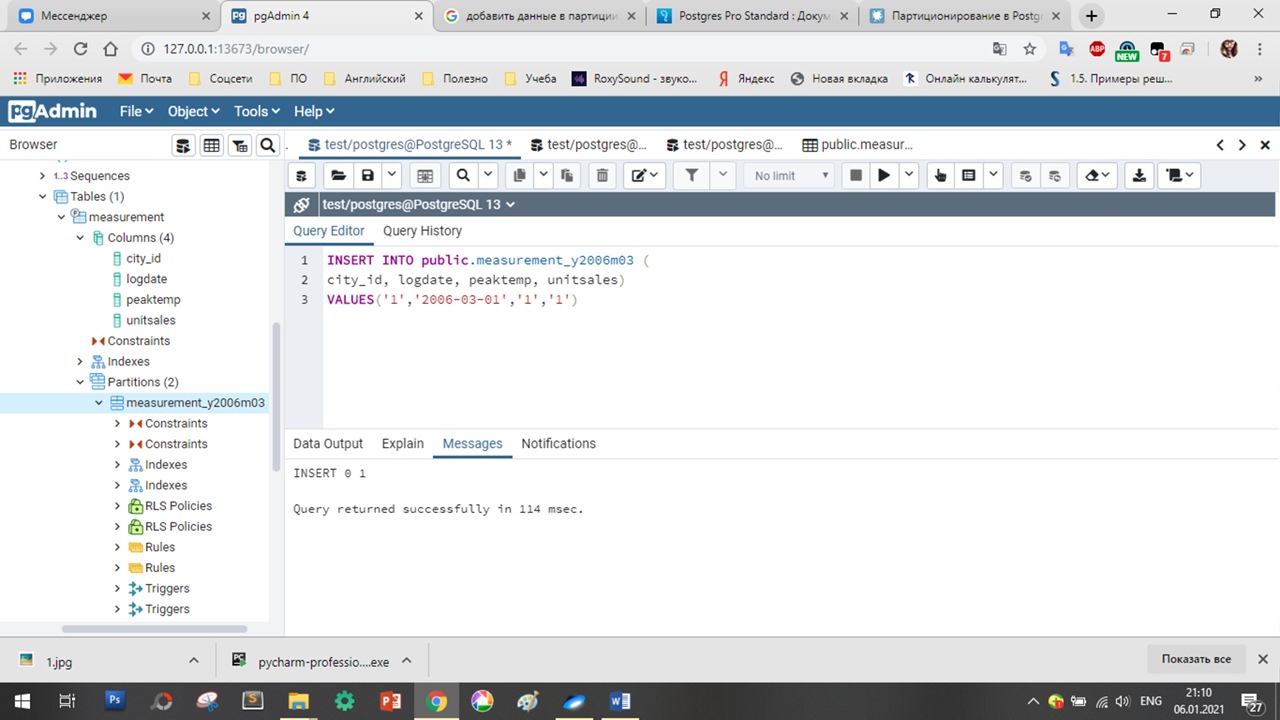 Мессенджер
pgAdmin 4
добавить данные в партици
Postgres Pro Standard : Докум
Партиционирование в Postgr
127.0.0.1:13673/browser/
ABP
NEW
7
Приложения
Почта
Соцсети
ПО
Английский
Полезно
Учеба
RoxySound - звуко...
Яндекс
Новая вкладка
Онлайн калькулят...
1.5. Примеры реш...
pgAdmin
File
Object
Tools
Help
Browser
test/postgres@PostgreSQL 13 *
test/postgres@...
test/postgres@...
public.measur...
Sequences
Tables (1)
measurement
Columns (4)
city_id
logdate
peaktemp
unitsales
Constraints
Indexes
Partitions (2)
measurement_y2006m03
Constraints
Constraints
Indexes
Indexes
RLS Policies
RLS Policies
Rules
Rules
Triggers
Triggers
No limit
test/postgres@PostgreSQL 13
Query Editor
Query History
1 INSERT INTO public.measurement_y2006m03 (
2 city_id, logdate, peaktemp, unitsales)
3 VALUES('1','2006-03-01','1','1')
Data Output
Explain
Messages
Notifications
INSERT 0 1
Query returned successfully in 114 msec.
1.jpg
pycharm-professio....exe
Показать все
ENG
21:10
06.01.2021
27